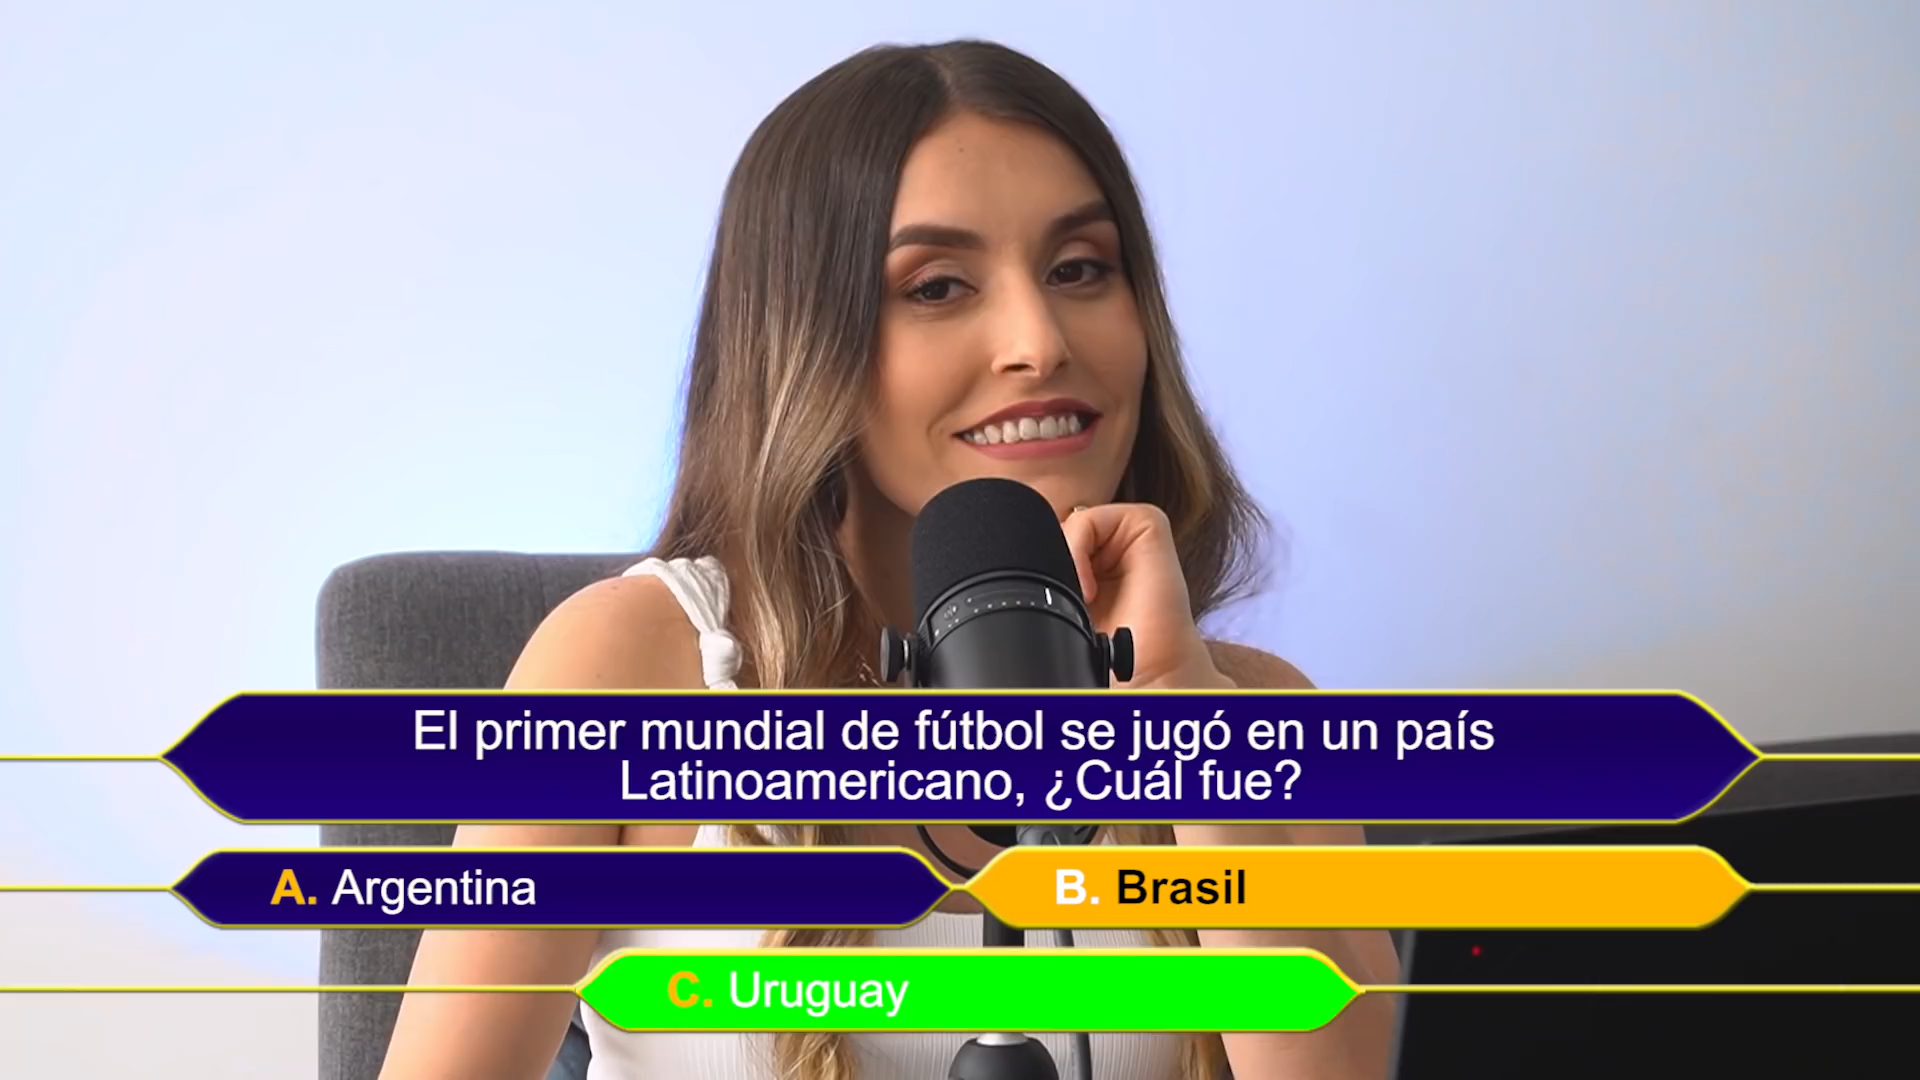 El primer mundial de fútbol se jugó en un país
Latinoamericano, ¿Cuál fue?
A. Argentina
B. Brasil
C. Uruguay